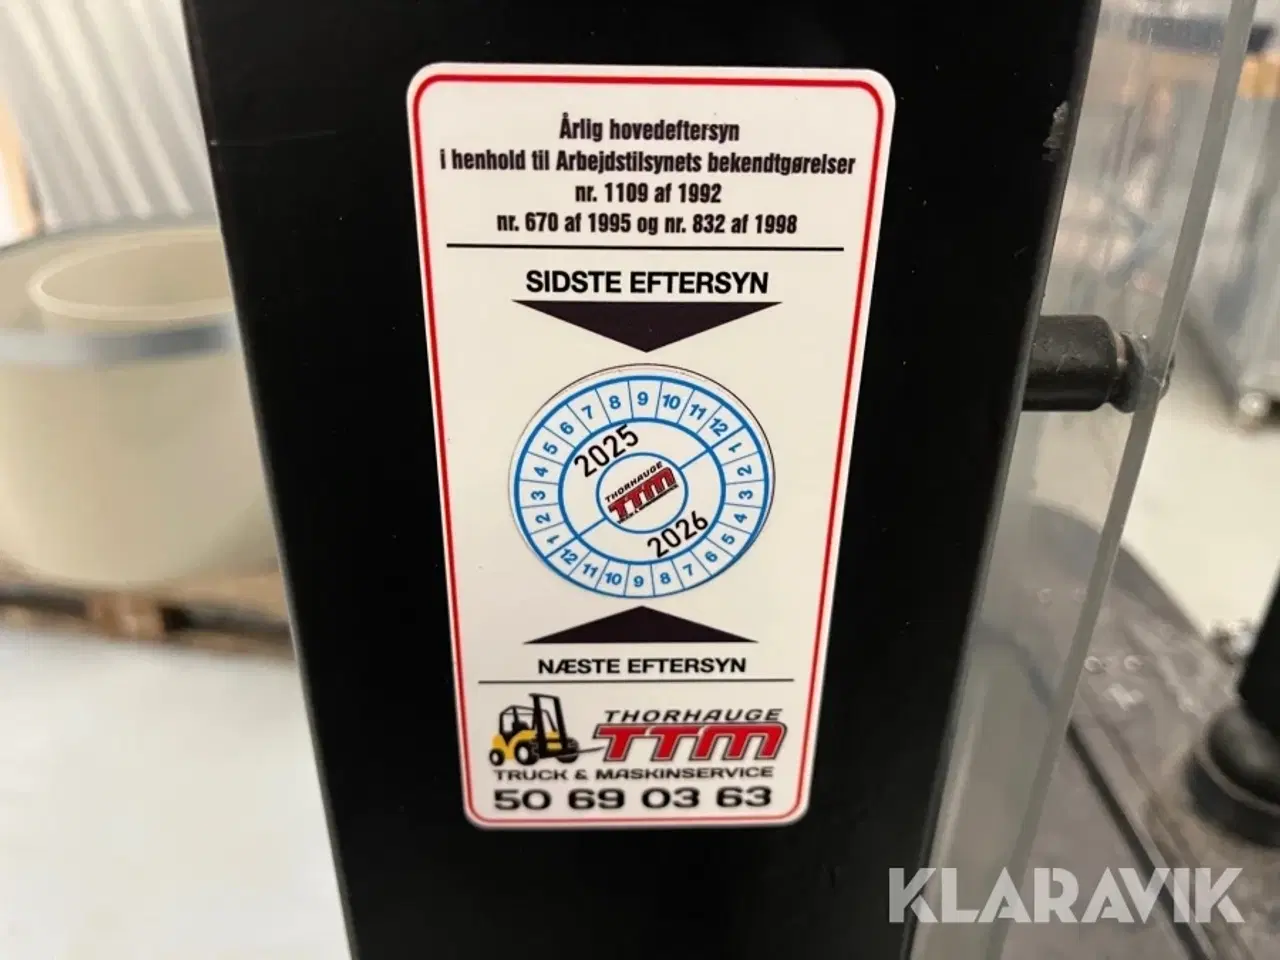 Årlig hovedeftersyn
i henhold til Arbejdstilsynets bekendtgørelser
nr. 1109 af 1992
nr. 670 af 1995 og nr. 832 af 1998
SIDSTE EFTERSYN
1 2 3 4 5 6 7 8 9 10 11 12
2025
THORHAUGE
TTM
2026
1 2 3 4 5 6 7 8 9 10 11 12
NÆSTE EFTERSYN
THORHAUGE
TTM
TRUCK & MASKINSERVICE
50 69 03 63
KLARAVIK